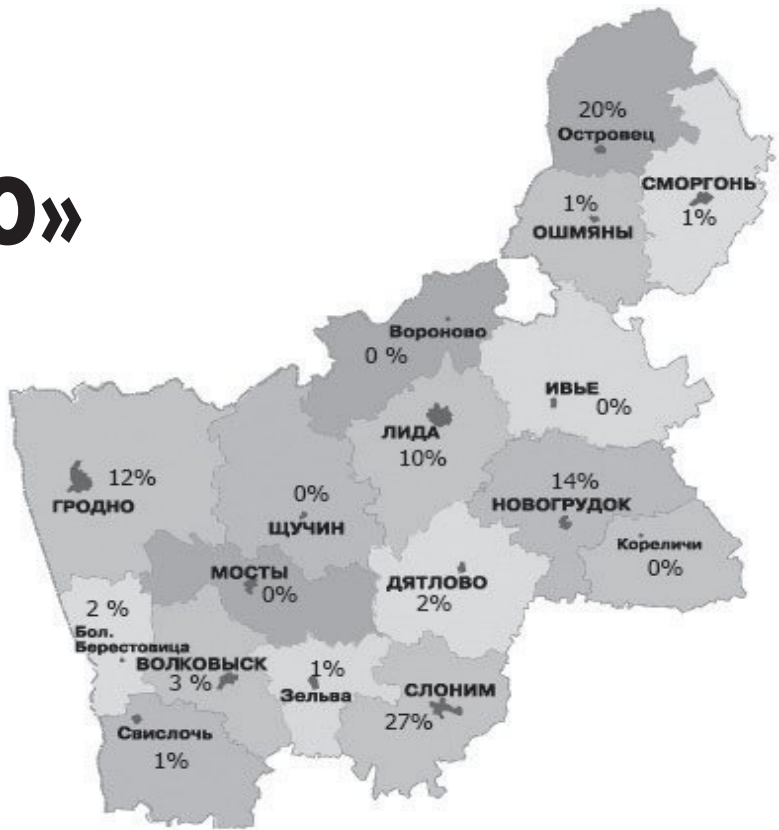 О»
20%
Островец
СМОРГОНЬ
1%
1%
ОШМЯНЫ
Вороново
0 %
ИВЬЕ
0%
ЛИДА
10%
12%
ГРОДНО
0%
ЩУЧИН
14%
НОВОГРУДОК
Кореличи
0%
МОСТЫ
0%
ДЯТЛОВО
2%
2 %
Бол.
Берестовица
ВОЛКОВЫСК
3 %
1%
Зельва
СЛОНИМ
27%
Свислочь
1%